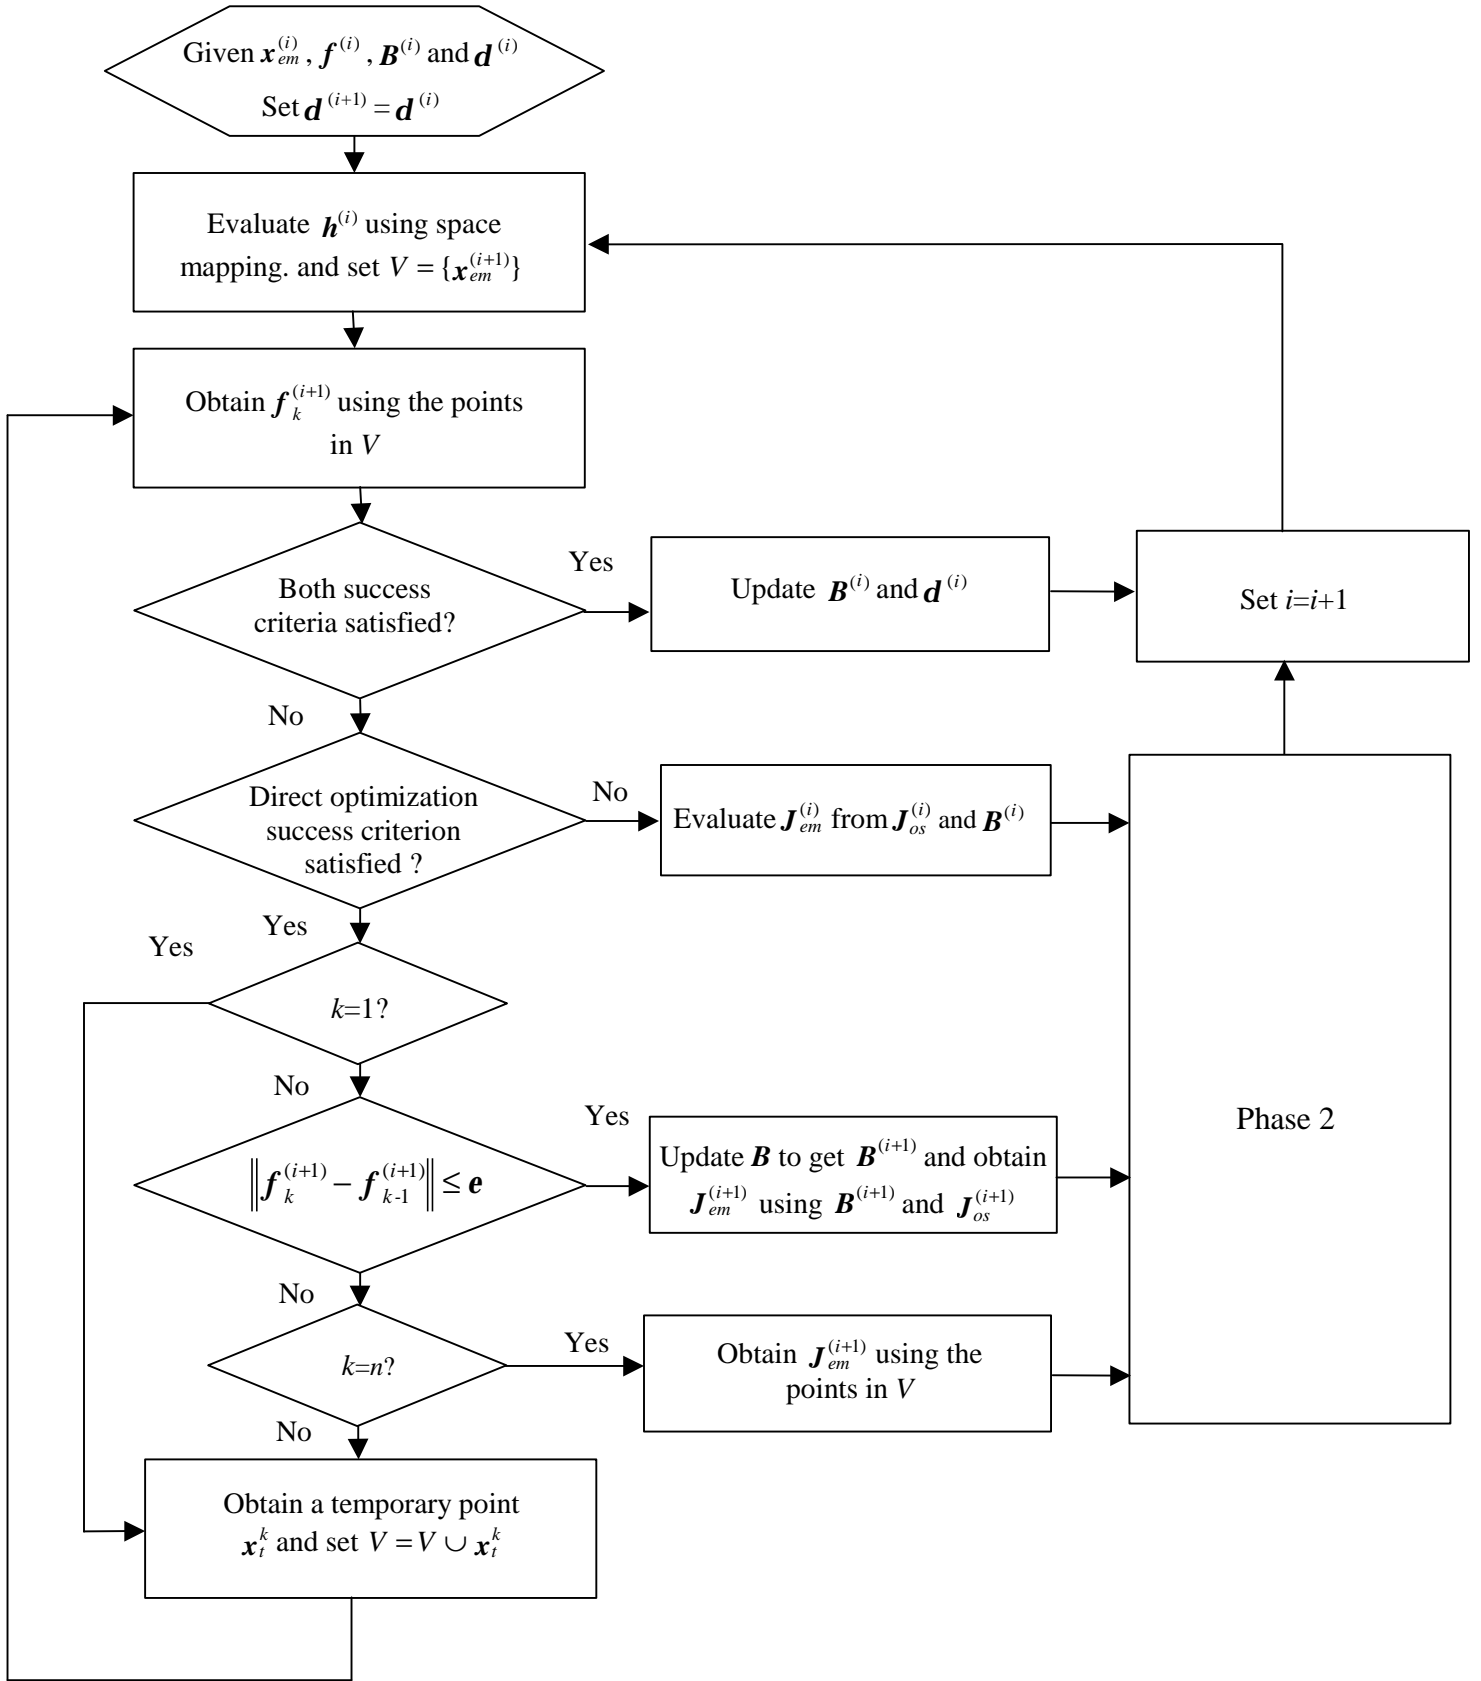 Given x_em^(i), f^(i), B^(i) and d^(i)
Set d^(i+1) = d^(i)
Evaluate h^(i) using space
mapping. and set V = {x_em^(i+1)}
Obtain f_k^(i+1) using the points
in V
Both success
criteria satisfied?
Yes
Update B^(i) and d^(i)
Set i=i+1
No
Direct optimization
success criterion
satisfied ?
No
Evaluate J_em^(i) from J_os^(i) and B^(i)
Yes
Yes
k=1?
No
‖f_k^(i+1) − f_k-1^(i+1)‖ ≤ e
Yes
Update B to get B^(i+1) and obtain
J_em^(i+1) using B^(i+1) and J_os^(i+1)
Phase 2
No
k=n?
Yes
Obtain J_em^(i+1) using the
points in V
No
Obtain a temporary point
x_t^k and set V = V ∪ x_t^k